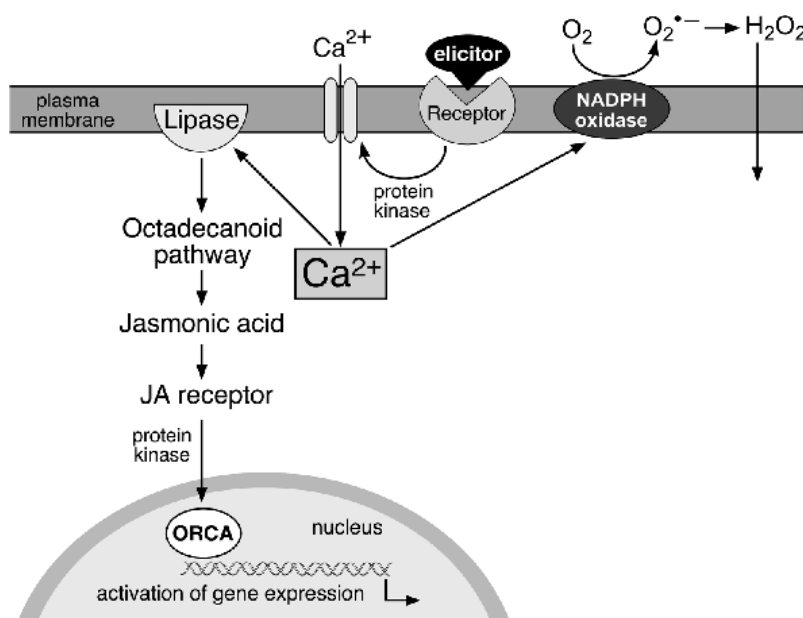 Ca²⁺
elicitor
O₂
O₂•−
H₂O₂
plasma
membrane
Lipase
Receptor
NADPH
oxidase
protein
kinase
Octadecanoid
pathway
Ca²⁺
Jasmonic acid
JA receptor
protein
kinase
ORCA
nucleus
activation of gene expression